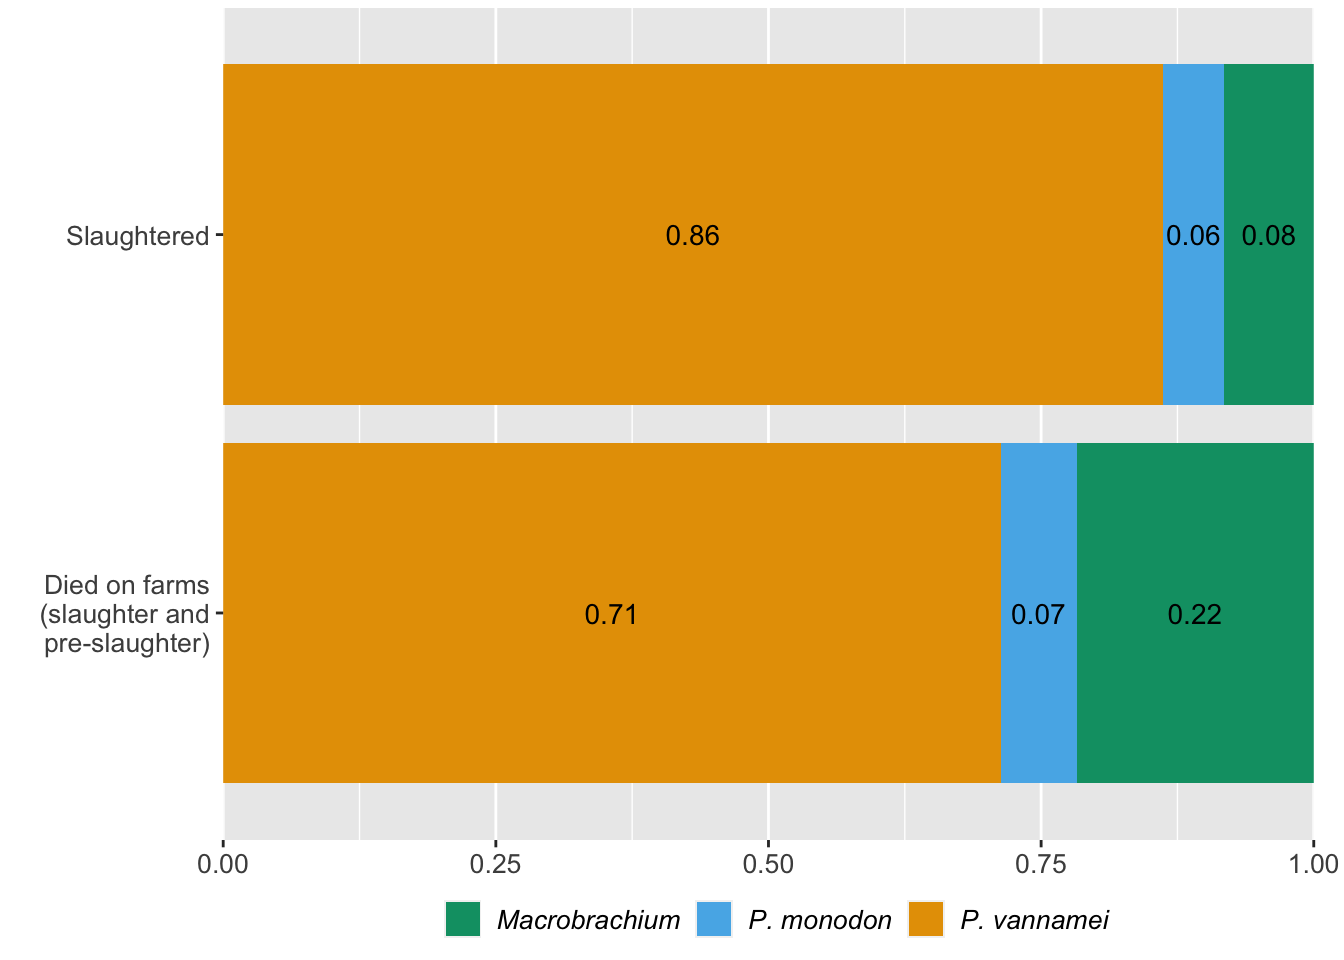 Slaughtered
0.86
0.06
0.08
Died on farms
(slaughter and
pre-slaughter)
0.71
0.07
0.22
0.00
0.25
0.50
0.75
1.00
Macrobrachium
P. monodon
P. vannamei